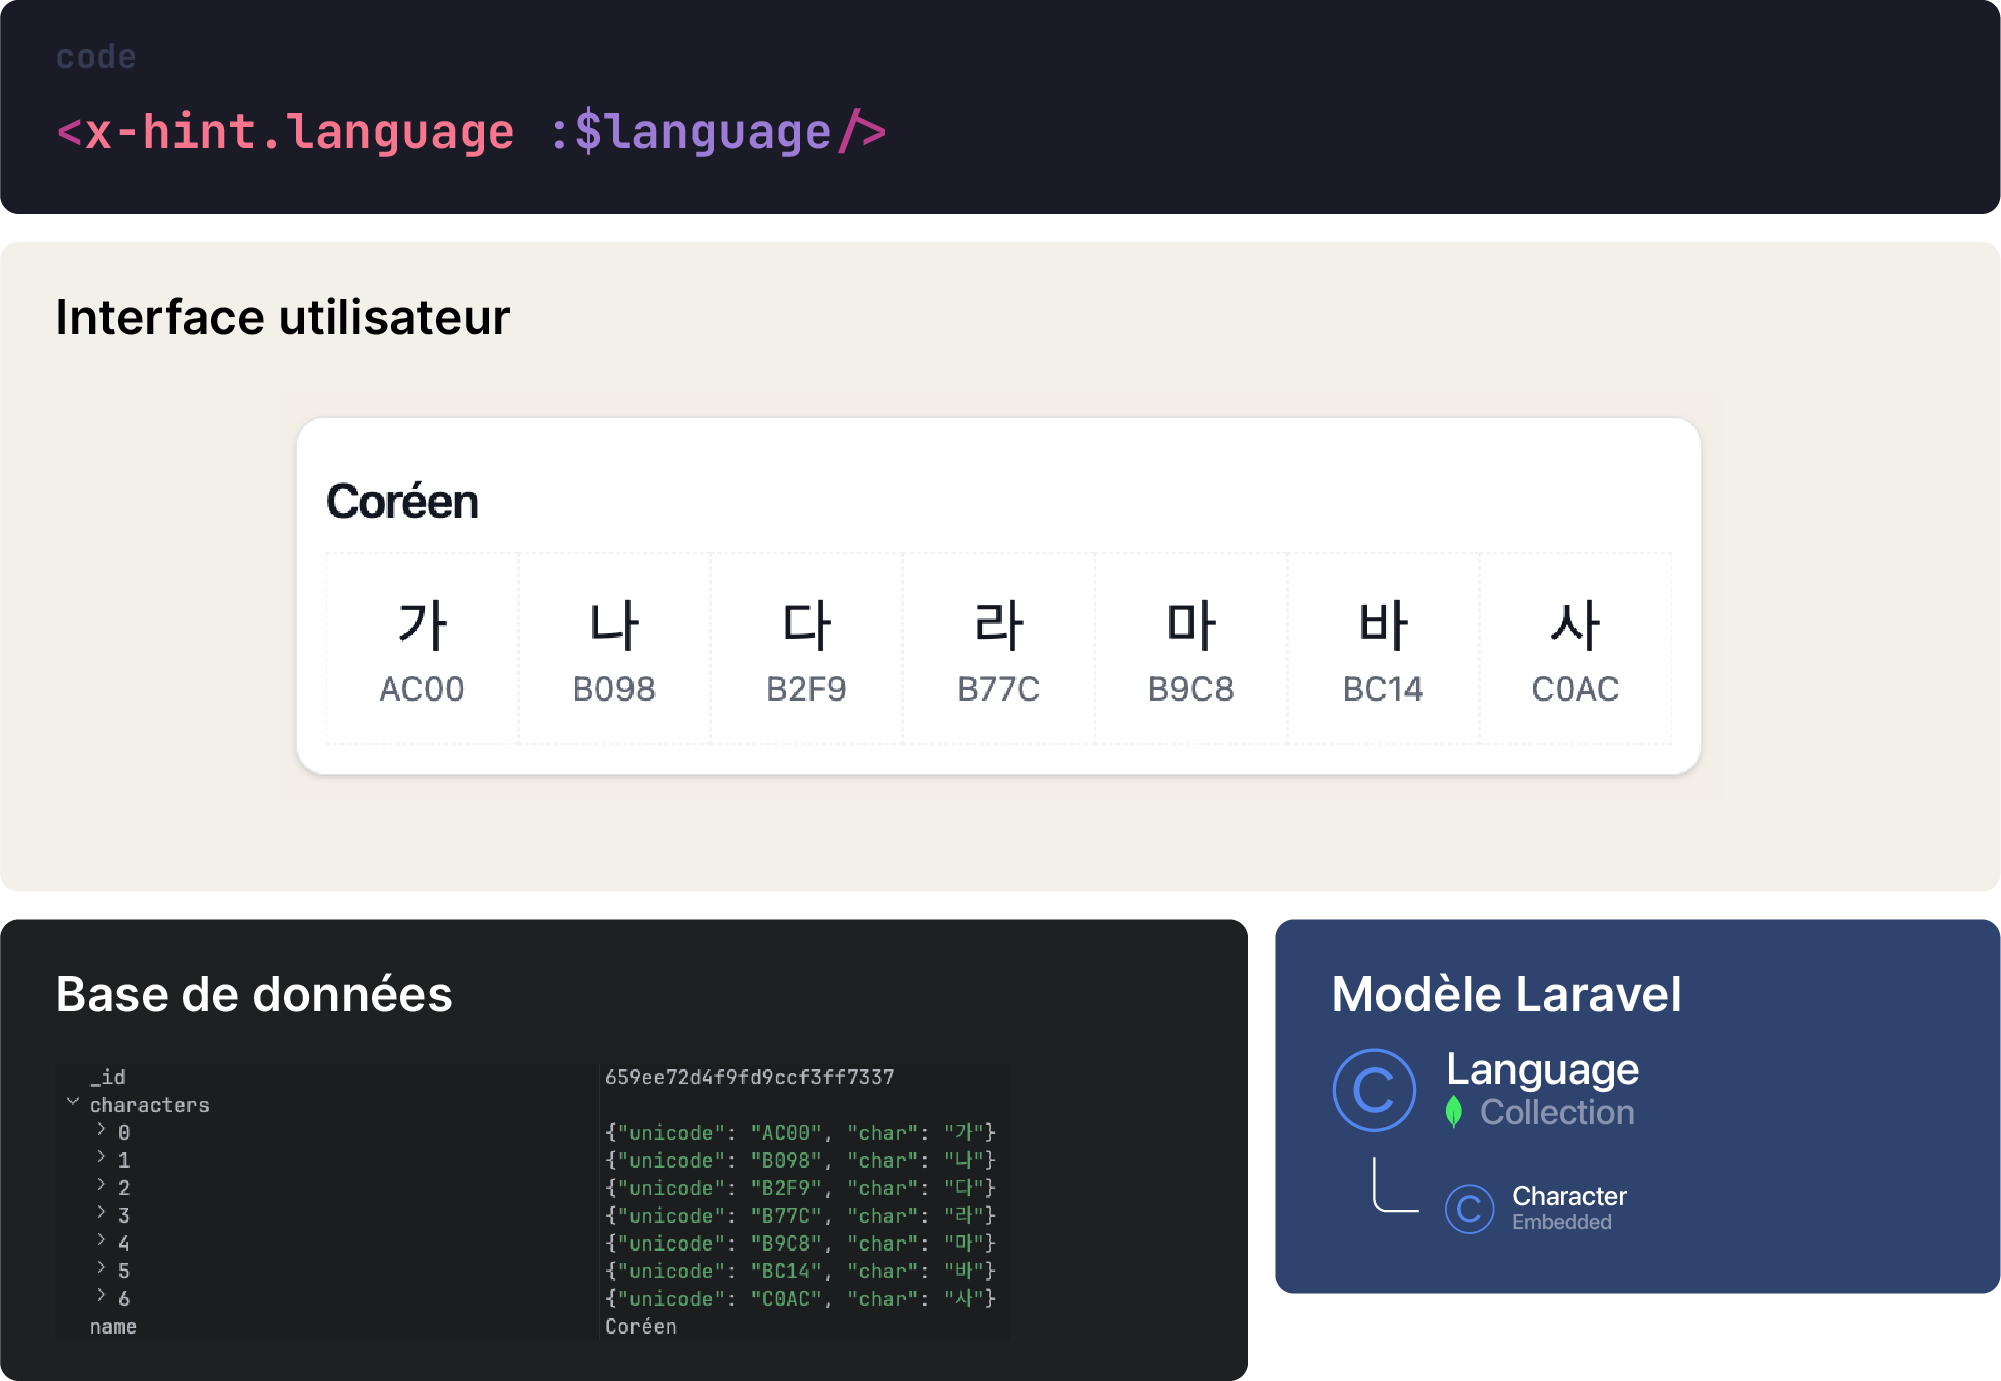 code
<x-hint.language :$language/>
Interface utilisateur
Coréen
가 나 다 라 마 바 사
AC00 B098 B2F9 B77C B9C8 BC14 C0AC
Base de données
_id 659ee72d4f9fd9ccf3ff7337
characters
0 {"unicode": "AC00", "char": "가"}
1 {"unicode": "B098", "char": "나"}
2 {"unicode": "B2F9", "char": "다"}
3 {"unicode": "B77C", "char": "라"}
4 {"unicode": "B9C8", "char": "마"}
5 {"unicode": "BC14", "char": "바"}
6 {"unicode": "C0AC", "char": "사"}
name Coréen
Modèle Laravel
C Language
Collection
C Character
Embedded